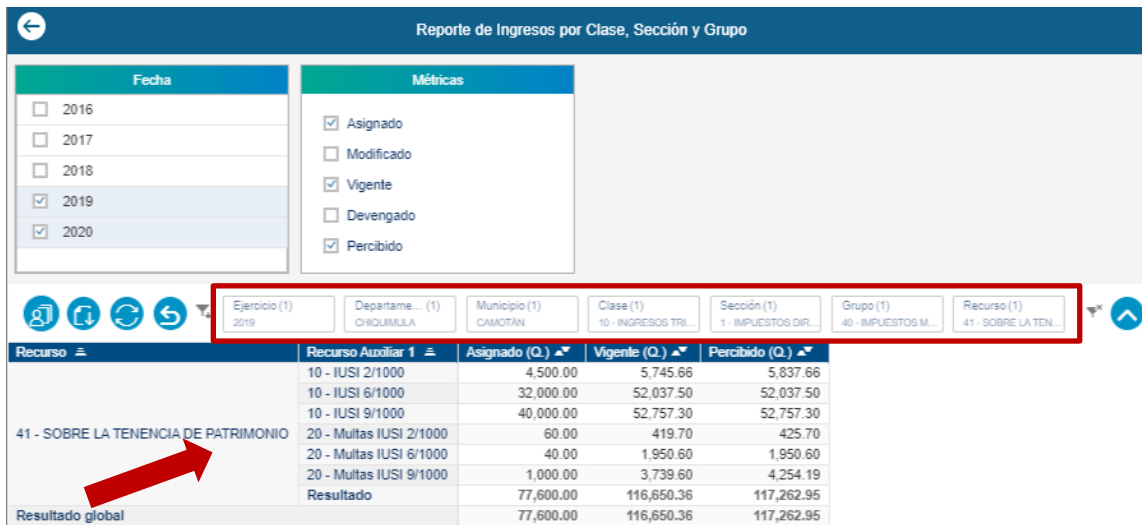 Reporte de Ingresos por Clase, Sección y Grupo
Fecha
2016
2017
2018
2019
2020
Métricas
Asignado
Modificado
Vigente
Devengado
Percibido
Ejercicio (1)
2019
Departame... (1)
CHIQUIMULA
Municipio (1)
CAMOTÁN
Clase (1)
10 - INGRESOS TRI...
Sección (1)
1 - IMPUESTOS DIR...
Grupo (1)
40 - IMPUESTOS M...
Recurso (1)
41 - SOBRE LA TEN...
Recurso Recurso Auxiliar 1 Asignado (Q.) Vigente (Q.) Percibido (Q.)
10 - IUSI 2/1000 4,500.00 5,745.66 5,837.66
10 - IUSI 6/1000 32,000.00 52,037.50 52,037.50
10 - IUSI 9/1000 40,000.00 52,757.30 52,757.30
41 - SOBRE LA TENENCIA DE PATRIMONIO 20 - Multas IUSI 2/1000 60.00 419.70 425.70
20 - Multas IUSI 6/1000 40.00 1,950.60 1,950.60
20 - Multas IUSI 9/1000 1,000.00 3,739.60 4,254.19
Resultado 77,600.00 116,650.36 117,262.95
Resultado global 77,600.00 116,650.36 117,262.95